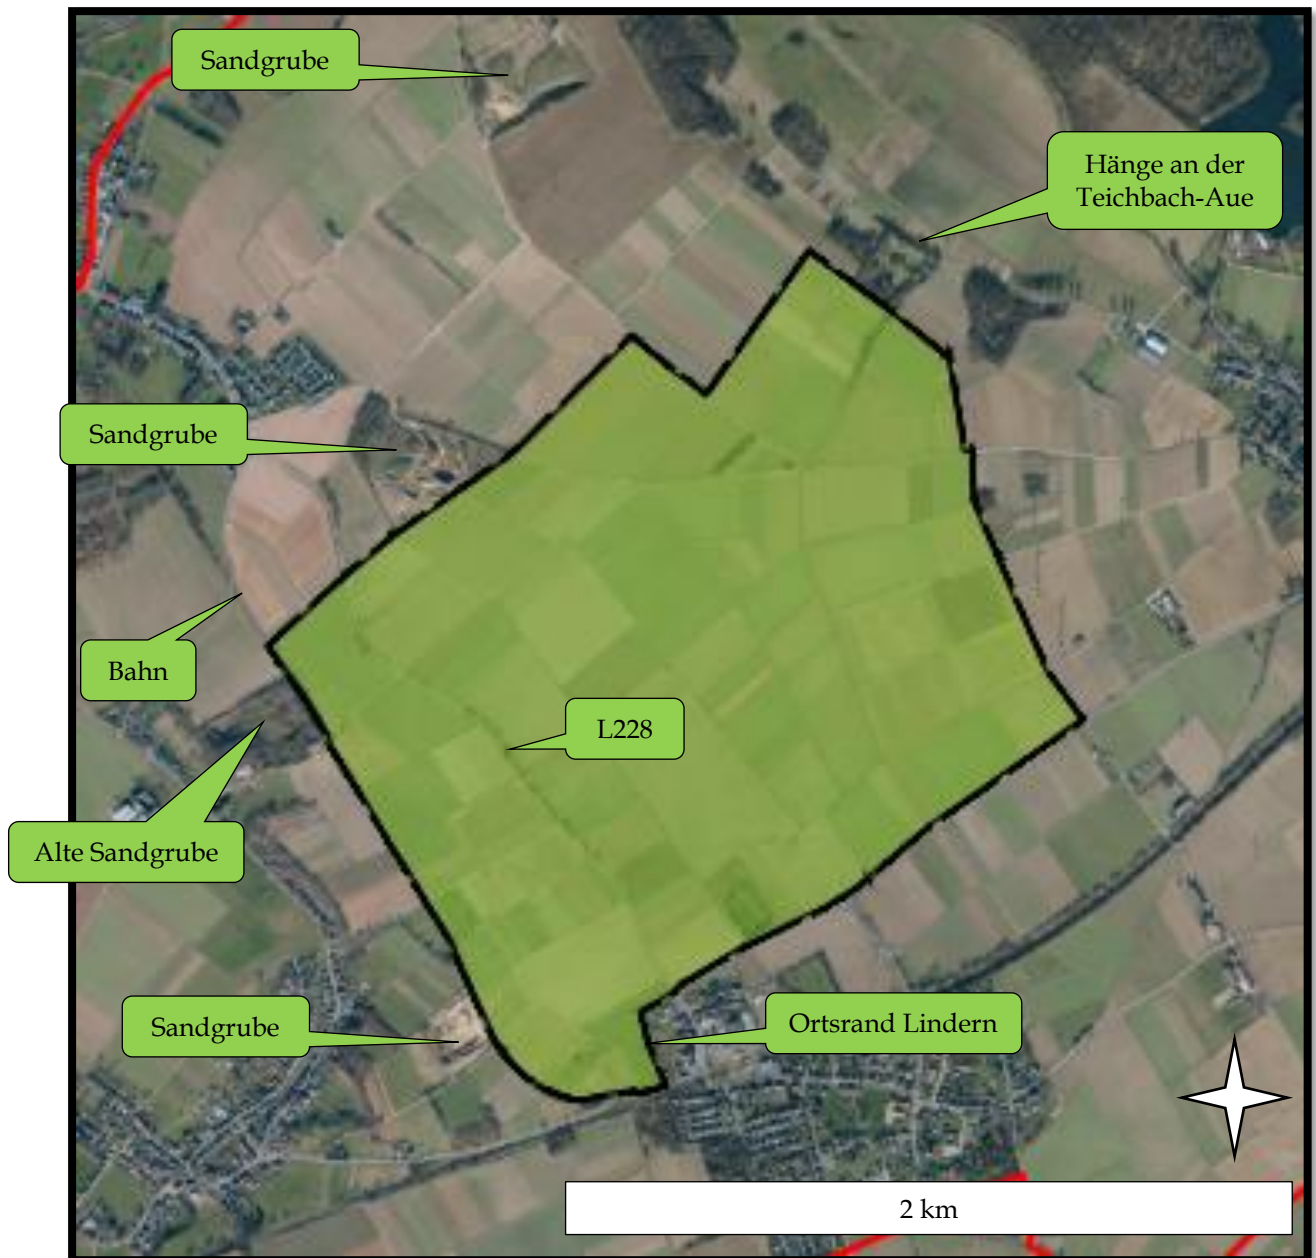 Sandgrube
Hänge an der
Teichbach-Aue
Sandgrube
Bahn
L228
Alte Sandgrube
Sandgrube
Ortsrand Lindern
2 km